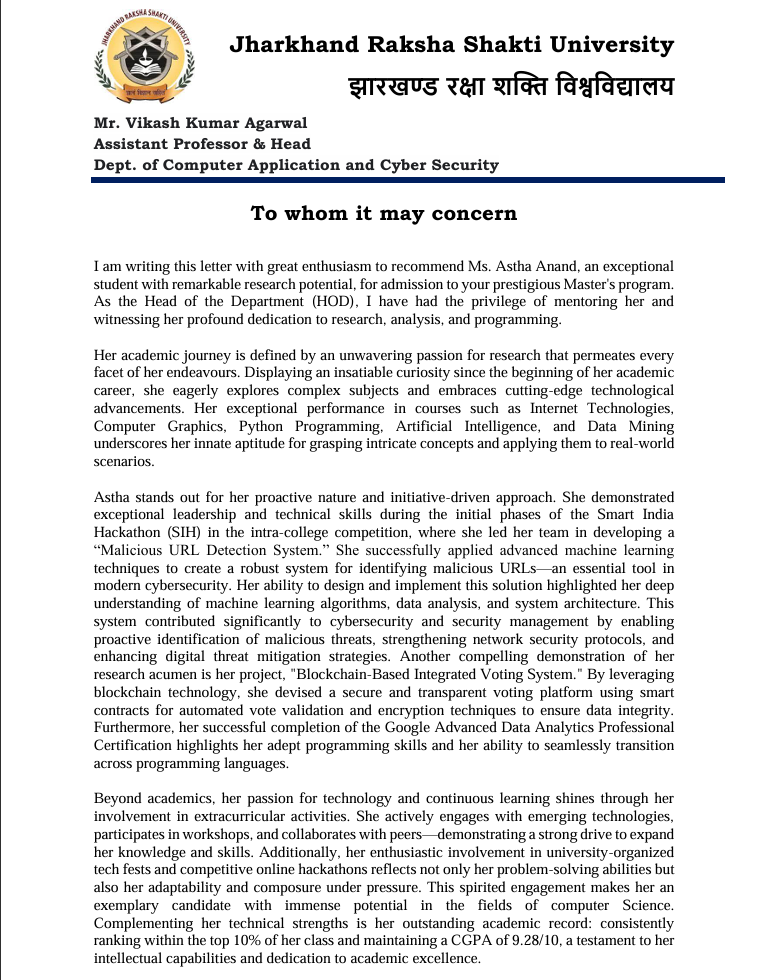 JHARKHAND RAKSHA SHAKTI UNIVERSITY
Jharkhand Raksha Shakti University
झारखण्ड रक्षा शक्ति विश्वविद्यालय
Mr. Vikash Kumar Agarwal
Assistant Professor & Head
Dept. of Computer Application and Cyber Security
To whom it may concern
I am writing this letter with great enthusiasm to recommend Ms. Astha Anand, an exceptional
student with remarkable research potential, for admission to your prestigious Master's program.
As the Head of the Department (HOD), I have had the privilege of mentoring her and
witnessing her profound dedication to research, analysis, and programming.
Her academic journey is defined by an unwavering passion for research that permeates every
facet of her endeavours. Displaying an insatiable curiosity since the beginning of her academic
career, she eagerly explores complex subjects and embraces cutting-edge technological
advancements. Her exceptional performance in courses such as Internet Technologies,
Computer Graphics, Python Programming, Artificial Intelligence, and Data Mining
underscores her innate aptitude for grasping intricate concepts and applying them to real-world
scenarios.
Astha stands out for her proactive nature and initiative-driven approach. She demonstrated
exceptional leadership and technical skills during the initial phases of the Smart India
Hackathon (SIH) in the intra-college competition, where she led her team in developing a
“Malicious URL Detection System.” She successfully applied advanced machine learning
techniques to create a robust system for identifying malicious URLs—an essential tool in
modern cybersecurity. Her ability to design and implement this solution highlighted her deep
understanding of machine learning algorithms, data analysis, and system architecture. This
system contributed significantly to cybersecurity and security management by enabling
proactive identification of malicious threats, strengthening network security protocols, and
enhancing digital threat mitigation strategies. Another compelling demonstration of her
research acumen is her project, "Blockchain-Based Integrated Voting System." By leveraging
blockchain technology, she devised a secure and transparent voting platform using smart
contracts for automated vote validation and encryption techniques to ensure data integrity.
Furthermore, her successful completion of the Google Advanced Data Analytics Professional
Certification highlights her adept programming skills and her ability to seamlessly transition
across programming languages.
Beyond academics, her passion for technology and continuous learning shines through her
involvement in extracurricular activities. She actively engages with emerging technologies,
participates in workshops, and collaborates with peers—demonstrating a strong drive to expand
her knowledge and skills. Additionally, her enthusiastic involvement in university-organized
tech fests and competitive online hackathons reflects not only her problem-solving abilities but
also her adaptability and composure under pressure. This spirited engagement makes her an
exemplary candidate with immense potential in the fields of computer Science.
Complementing her technical strengths is her outstanding academic record: consistently
ranking within the top 10% of her class and maintaining a CGPA of 9.28/10, a testament to her
intellectual capabilities and dedication to academic excellence.